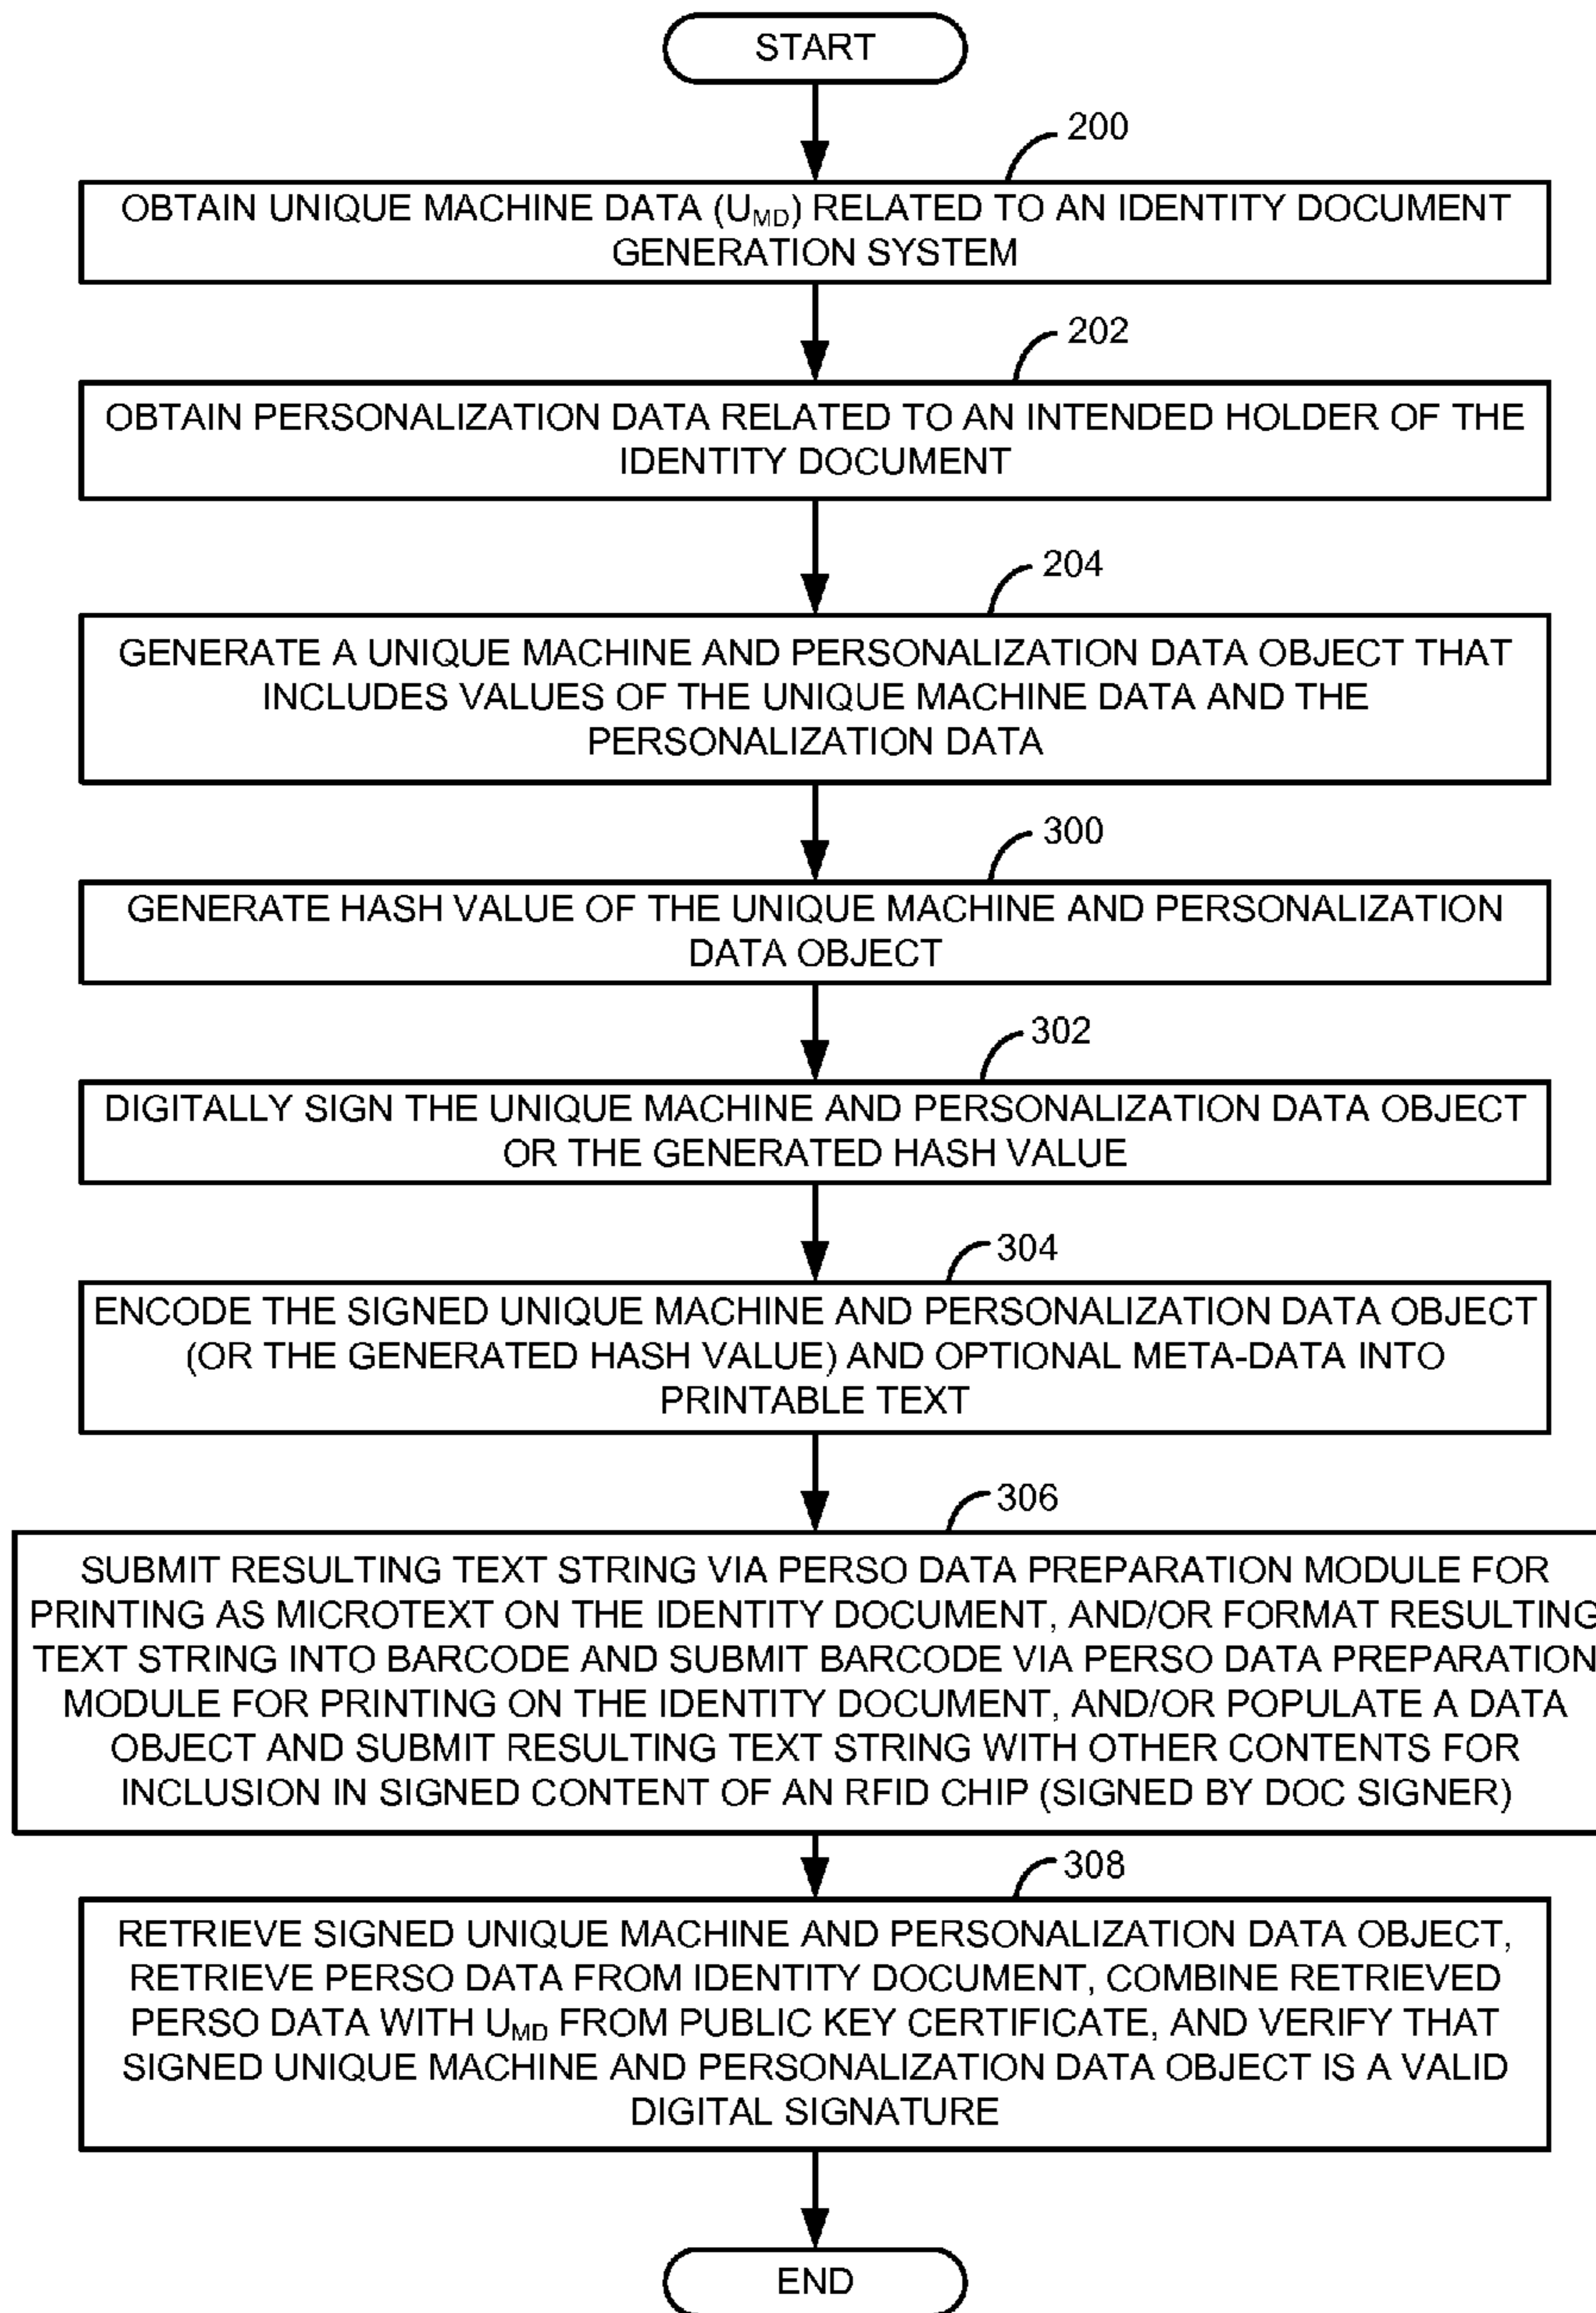 START
200
OBTAIN UNIQUE MACHINE DATA (UMD) RELATED TO AN IDENTITY DOCUMENT
GENERATION SYSTEM
202
OBTAIN PERSONALIZATION DATA RELATED TO AN INTENDED HOLDER OF THE
IDENTITY DOCUMENT
204
GENERATE A UNIQUE MACHINE AND PERSONALIZATION DATA OBJECT THAT
INCLUDES VALUES OF THE UNIQUE MACHINE DATA AND THE
PERSONALIZATION DATA
300
GENERATE HASH VALUE OF THE UNIQUE MACHINE AND PERSONALIZATION
DATA OBJECT
302
DIGITALLY SIGN THE UNIQUE MACHINE AND PERSONALIZATION DATA OBJECT
OR THE GENERATED HASH VALUE
304
ENCODE THE SIGNED UNIQUE MACHINE AND PERSONALIZATION DATA OBJECT
(OR THE GENERATED HASH VALUE) AND OPTIONAL META-DATA INTO
PRINTABLE TEXT
306
SUBMIT RESULTING TEXT STRING VIA PERSO DATA PREPARATION MODULE FOR
PRINTING AS MICROTEXT ON THE IDENTITY DOCUMENT, AND/OR FORMAT RESULTING
TEXT STRING INTO BARCODE AND SUBMIT BARCODE VIA PERSO DATA PREPARATION
MODULE FOR PRINTING ON THE IDENTITY DOCUMENT, AND/OR POPULATE A DATA
OBJECT AND SUBMIT RESULTING TEXT STRING WITH OTHER CONTENTS FOR
INCLUSION IN SIGNED CONTENT OF AN RFID CHIP (SIGNED BY DOC SIGNER)
308
RETRIEVE SIGNED UNIQUE MACHINE AND PERSONALIZATION DATA OBJECT,
RETRIEVE PERSO DATA FROM IDENTITY DOCUMENT, COMBINE RETRIEVED
PERSO DATA WITH UMD FROM PUBLIC KEY CERTIFICATE, AND VERIFY THAT
SIGNED UNIQUE MACHINE AND PERSONALIZATION DATA OBJECT IS A VALID
DIGITAL SIGNATURE
END